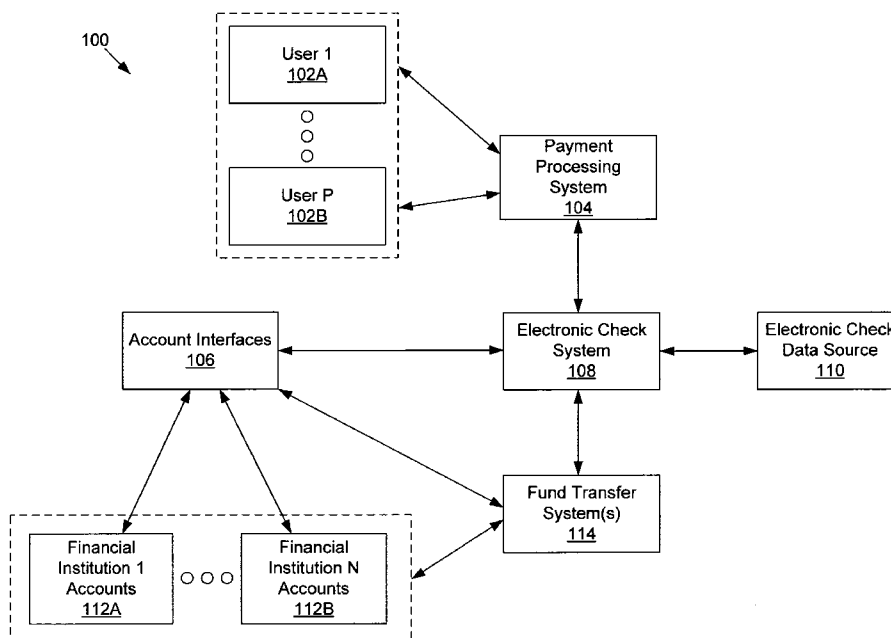 100
User 1
102A
User P
102B
Payment
Processing
System
104
Account Interfaces
106
Electronic Check
System
108
Electronic Check
Data Source
110
Fund Transfer
System(s)
114
Financial
Institution 1
Accounts
112A
Financial
Institution N
Accounts
112B